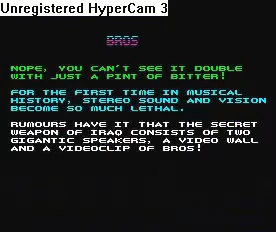 Unregistered HyperCam 3
BROS
NOPE, YOU CAN'T SEE IT DOUBLE
WITH JUST A PINT OF BITTER!
FOR THE FIRST TIME IN MUSICAL
HISTORY, STEREO SOUND AND VISION
BECOME SO MUCH LETHAL.
RUMOURS HAVE IT THAT THE SECRET
WEAPON OF IRAQ CONSISTS OF TWO
GIGANTIC SPEAKERS, A VIDEO WALL
AND A VIDEOCLIP OF BROS!